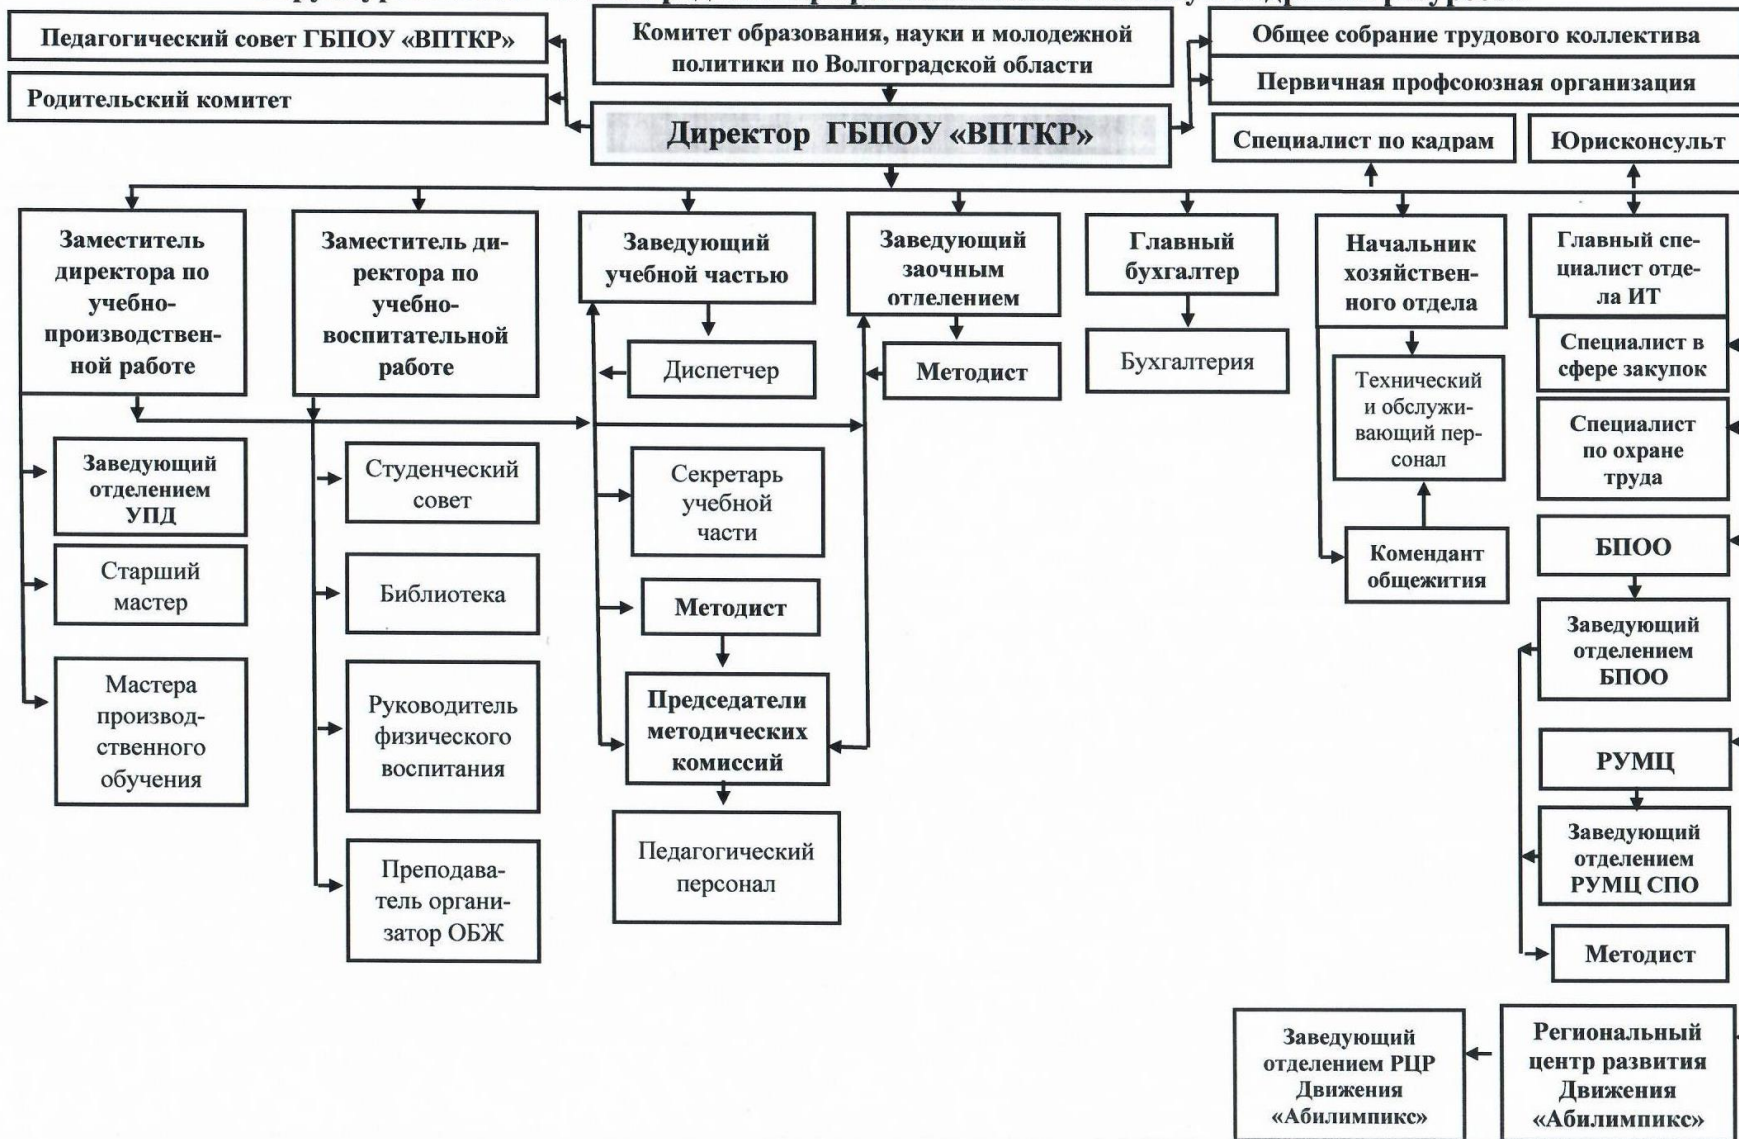 Педагогический совет ГБПОУ «ВПТКР»
Родительский комитет
Комитет образования, науки и молодежной
политики по Волгоградской области
Общее собрание трудового коллектива
Первичная профсоюзная организация
Директор ГБПОУ «ВПТКР»
Специалист по кадрам
Юрисконсульт
Заместитель
директора по
учебно-
производствен-
ной работе
Заместитель ди-
ректора по
учебно-
воспитательной
работе
Заведующий
учебной частью
Заведующий
заочным
отлелением
Главный
бухгалтер
Начальник
хозяйствен-
ного отдела
Главный спе-
циалист отде-
ла ИТ
Диспетчер
Методист
Бухгалтерия
Технический
и обслужи-
вающий пер-
сонал
Специалист в
сфере закупок
Специалист
по охране
труда
Заведующий
отделением
УПД
Старший
мастер
Мастера
производ-
ственного
обучения
Студенческий
совет
Библиотека
Руководитель
физического
воспитания
Преподава-
тель органи-
затор ОБЖ
Секретарь
учебной
части
Методист
Председатели
методических
комиссий
Педагогический
персонал
Комендант
общежития
БПОО
Заведующий
отделением
БПОО
РУМЦ
Заведующий
отделением
РУМЦ СПО
Методист
Заведующий
отделением РЦР
Движения
«Абилимпикс»
Региональный
центр развития
Движения
«Абилимпикс»